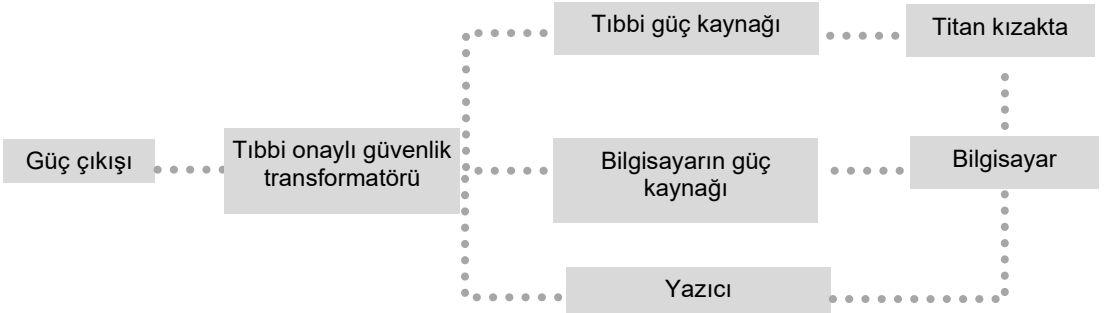 Tıbbi güç kaynağı
Titan kızakta
Güç çıkışı
Tıbbi onaylı güvenlik
transformatörü
Bilgisayarın güç
kaynağı
Bilgisayar
Yazıcı